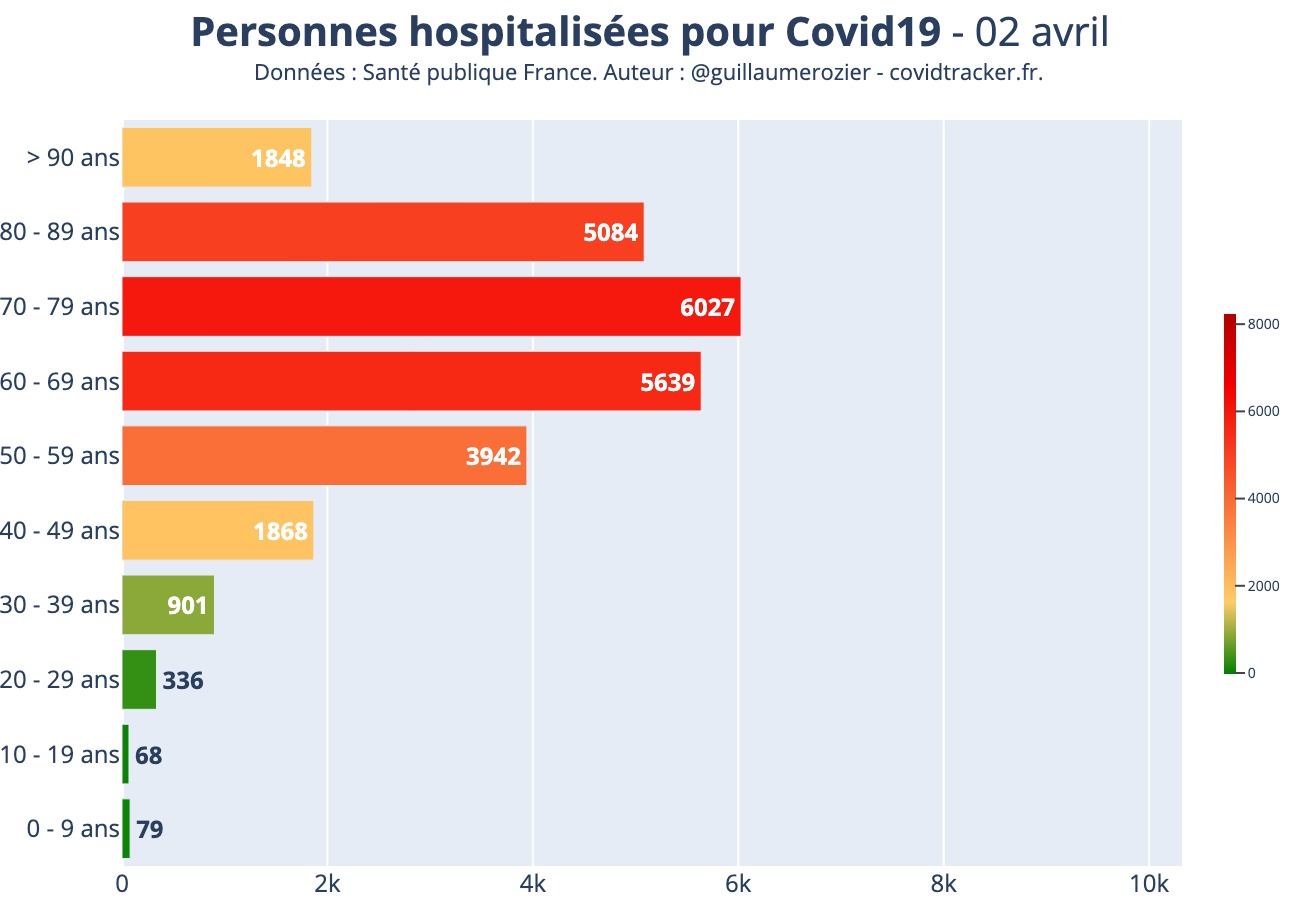 Personnes hospitalisées pour Covid19 - 02 avril
Données : Santé publique France. Auteur : @guillaumerozier - covidtracker.fr.
> 90 ans 1848
80 - 89 ans 5084
70 - 79 ans 6027
60 - 69 ans 5639
50 - 59 ans 3942
40 - 49 ans 1868
30 - 39 ans 901
20 - 29 ans 336
10 - 19 ans 68
0 - 9 ans 79
0 2k 4k 6k 8k 10k
8000
6000
4000
2000
0